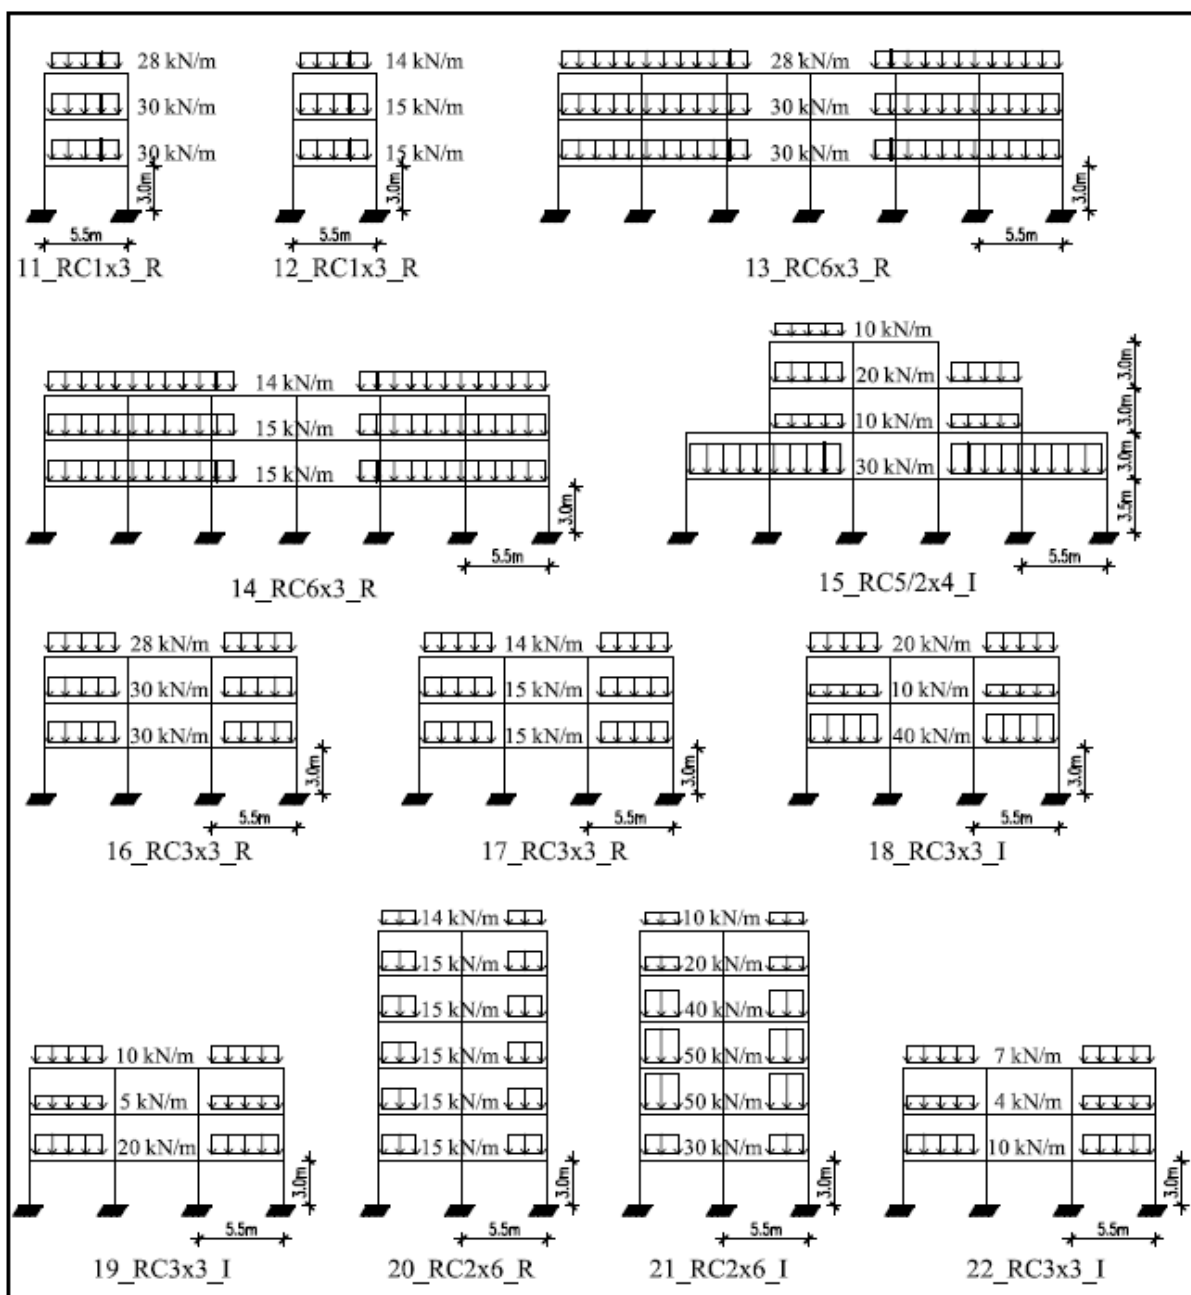 28 kN/m
30 kN/m
30 kN/m
3.0m
5.5m
11_RC1x3_R
14 kN/m
15 kN/m
15 kN/m
3.0m
5.5m
12_RC1x3_R
28 kN/m
30 kN/m
30 kN/m
3.0m
5.5m
13_RC6x3_R
14 kN/m
15 kN/m
15 kN/m
3.0m
5.5m
14_RC6x3_R
10 kN/m
20 kN/m
10 kN/m
30 kN/m
3.0m
3.0m
3.0m
3.5m
5.5m
15_RC5/2x4_I
28 kN/m
30 kN/m
30 kN/m
3.0m
5.5m
16_RC3x3_R
14 kN/m
15 kN/m
15 kN/m
3.0m
5.5m
17_RC3x3_R
20 kN/m
10 kN/m
40 kN/m
3.0m
5.5m
18_RC3x3_I
10 kN/m
5 kN/m
20 kN/m
3.0m
5.5m
19_RC3x3_I
14 kN/m
15 kN/m
15 kN/m
15 kN/m
15 kN/m
15 kN/m
3.0m
5.5m
20_RC2x6_R
10 kN/m
20 kN/m
40 kN/m
50 kN/m
50 kN/m
30 kN/m
3.0m
5.5m
21_RC2x6_I
7 kN/m
4 kN/m
10 kN/m
3.0m
5.5m
22_RC3x3_I